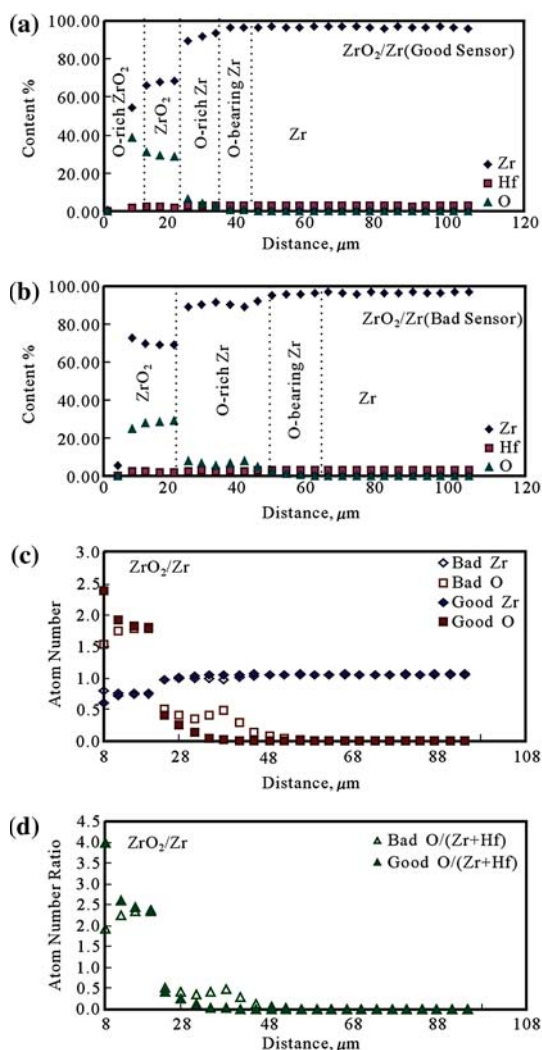 (a)
100.00
80.00
60.00
40.00
20.00
0.00
Content %
O-rich ZrO2
ZrO2
O-rich Zr
O-bearing Zr
Zr
ZrO2/Zr(Good Sensor)
Zr
Hf
O
0
20
40
60
80
100
120
Distance, μm
(b)
100.00
80.00
60.00
40.00
20.00
0.00
Content %
ZrO2
O-rich Zr
O-bearing Zr
Zr
ZrO2/Zr(Bad Sensor)
Zr
Hf
O
0
20
40
60
80
100
120
Distance, μm
(c)
3.0
2.5
2.0
1.5
1.0
0.5
0.0
Atom Number
ZrO2/Zr
Bad Zr
Bad O
Good Zr
Good O
8
28
48
68
88
108
Distance, μm
(d)
4.5
4.0
3.5
3.0
2.5
2.0
1.5
1.0
0.5
0.0
Atom Number Ratio
ZrO2/Zr
Bad O/(Zr+Hf)
Good O/(Zr+Hf)
8
28
48
68
88
108
Distance, μm